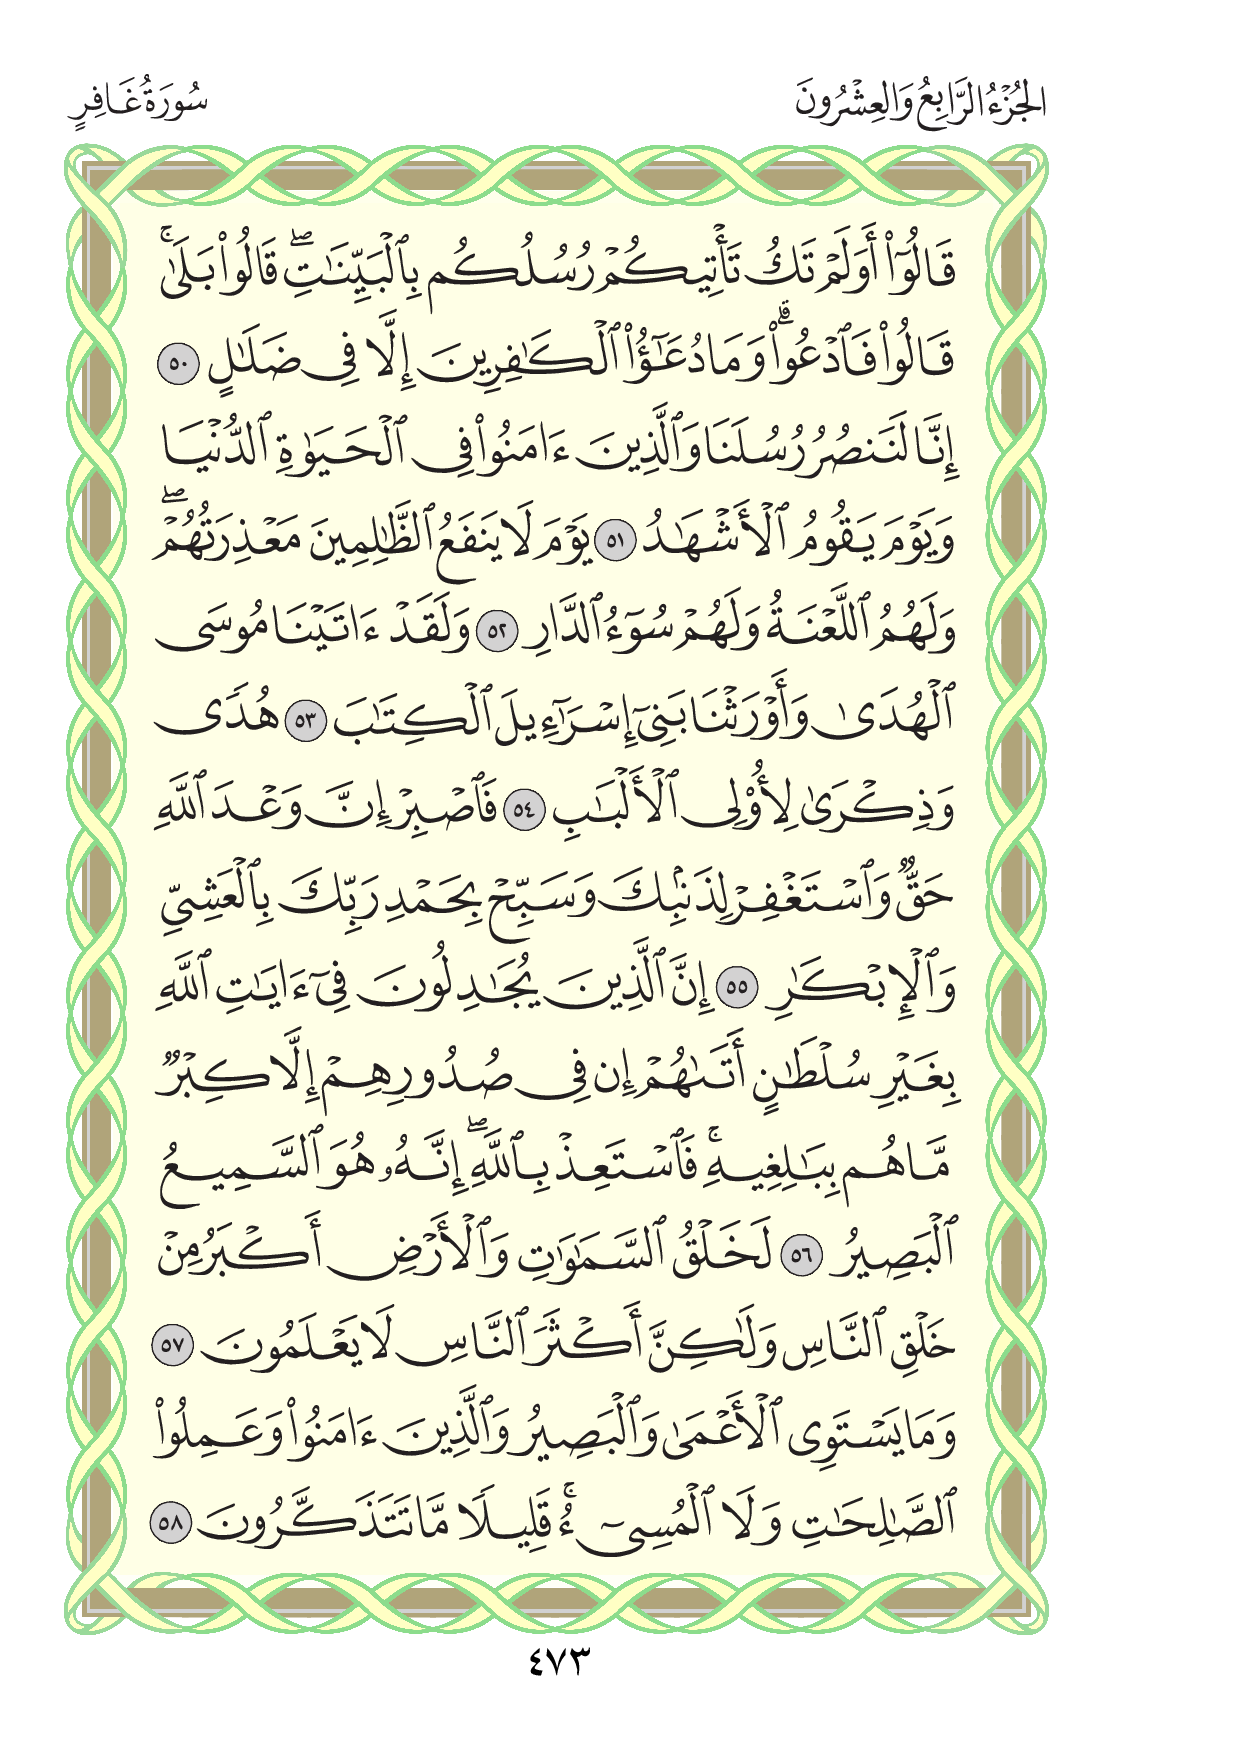 الجُزْءُ الرَّابِعُ وَالعِشْرُونَ
سُورَةُ غَافِرٍ
قَالُوٓا۟ أَوَلَمْ تَكُ تَأْتِيكُمْ رُسُلُكُم بِٱلْبَيِّنَٰتِ ۖ قَالُوا۟ بَلَىٰ ۚ
قَالُوا۟ فَٱدْعُوا۟ ۗ وَمَا دُعَٰٓؤُا۟ ٱلْكَٰفِرِينَ إِلَّا فِى ضَلَٰلٍ ٥٠
إِنَّا لَنَنصُرُ رُسُلَنَا وَٱلَّذِينَ ءَامَنُوا۟ فِى ٱلْحَيَوٰةِ ٱلدُّنْيَا
وَيَوْمَ يَقُومُ ٱلْأَشْهَٰدُ ٥١ يَوْمَ لَا يَنفَعُ ٱلظَّٰلِمِينَ مَعْذِرَتُهُمْ ۖ
وَلَهُمُ ٱللَّعْنَةُ وَلَهُمْ سُوٓءُ ٱلدَّارِ ٥٢ وَلَقَدْ ءَاتَيْنَا مُوسَى
ٱلْهُدَىٰ وَأَوْرَثْنَا بَنِىٓ إِسْرَٰٓءِيلَ ٱلْكِتَٰبَ ٥٣ هُدًى
وَذِكْرَىٰ لِأُو۟لِى ٱلْأَلْبَٰبِ ٥٤ فَٱصْبِرْ إِنَّ وَعْدَ ٱللَّهِ
حَقٌّ وَٱسْتَغْفِرْ لِذَنۢبِكَ وَسَبِّحْ بِحَمْدِ رَبِّكَ بِٱلْعَشِىِّ
وَٱلْإِبْكَٰرِ ٥٥ إِنَّ ٱلَّذِينَ يُجَٰدِلُونَ فِىٓ ءَايَٰتِ ٱللَّهِ
بِغَيْرِ سُلْطَٰنٍ أَتَىٰهُمْ إِن فِى صُدُورِهِمْ إِلَّا كِبْرٌ
مَّا هُم بِبَٰلِغِيهِ ۚ فَٱسْتَعِذْ بِٱللَّهِ ۖ إِنَّهُۥ هُوَ ٱلسَّمِيعُ
ٱلْبَصِيرُ ٥٦ لَخَلْقُ ٱلسَّمَٰوَٰتِ وَٱلْأَرْضِ أَكْبَرُ مِنْ
خَلْقِ ٱلنَّاسِ وَلَٰكِنَّ أَكْثَرَ ٱلنَّاسِ لَا يَعْلَمُونَ ٥٧
وَمَا يَسْتَوِى ٱلْأَعْمَىٰ وَٱلْبَصِيرُ وَٱلَّذِينَ ءَامَنُوا۟ وَعَمِلُوا۟
ٱلصَّٰلِحَٰتِ وَلَا ٱلْمُسِىٓءُ ۚ قَلِيلًا مَّا تَتَذَكَّرُونَ ٥٨
٤٧٣